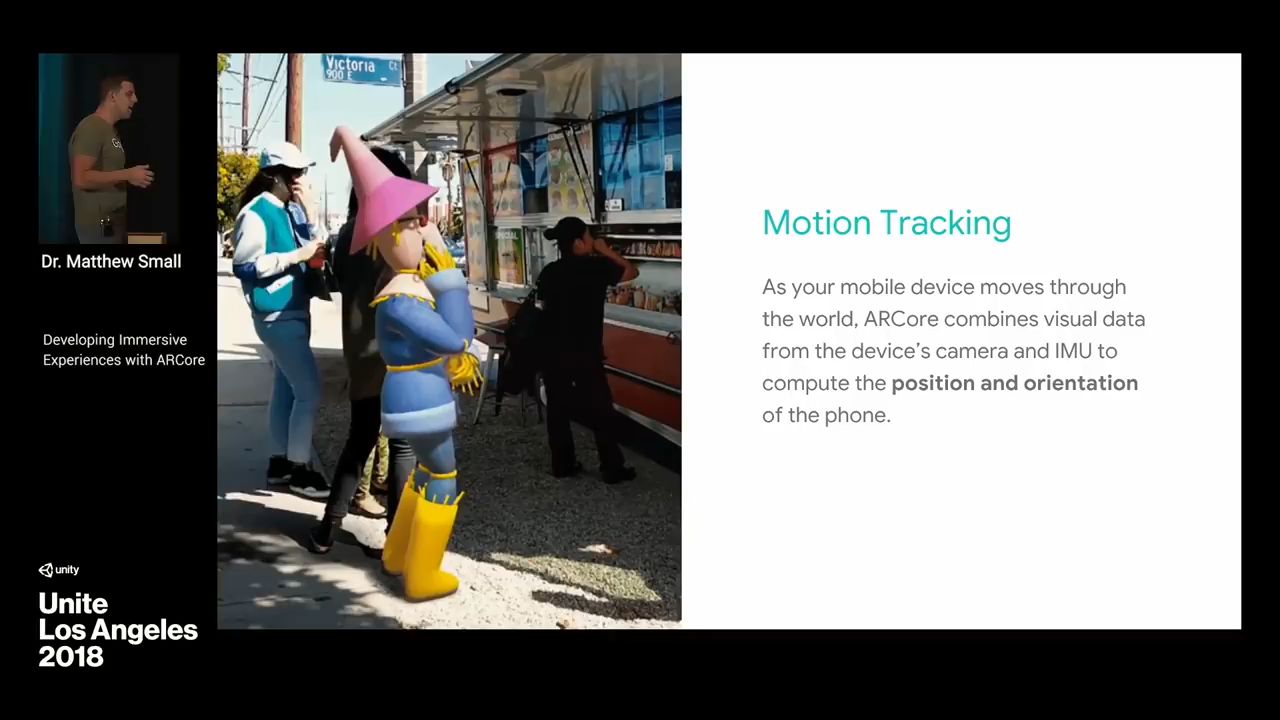 Victoria Ct
900 E
SPECIAL
Dr. Matthew Small
Developing Immersive
Experiences with ARCore
unity
Unite
Los Angeles
2018
Motion Tracking
As your mobile device moves through
the world, ARCore combines visual data
from the device’s camera and IMU to
compute the position and orientation
of the phone.